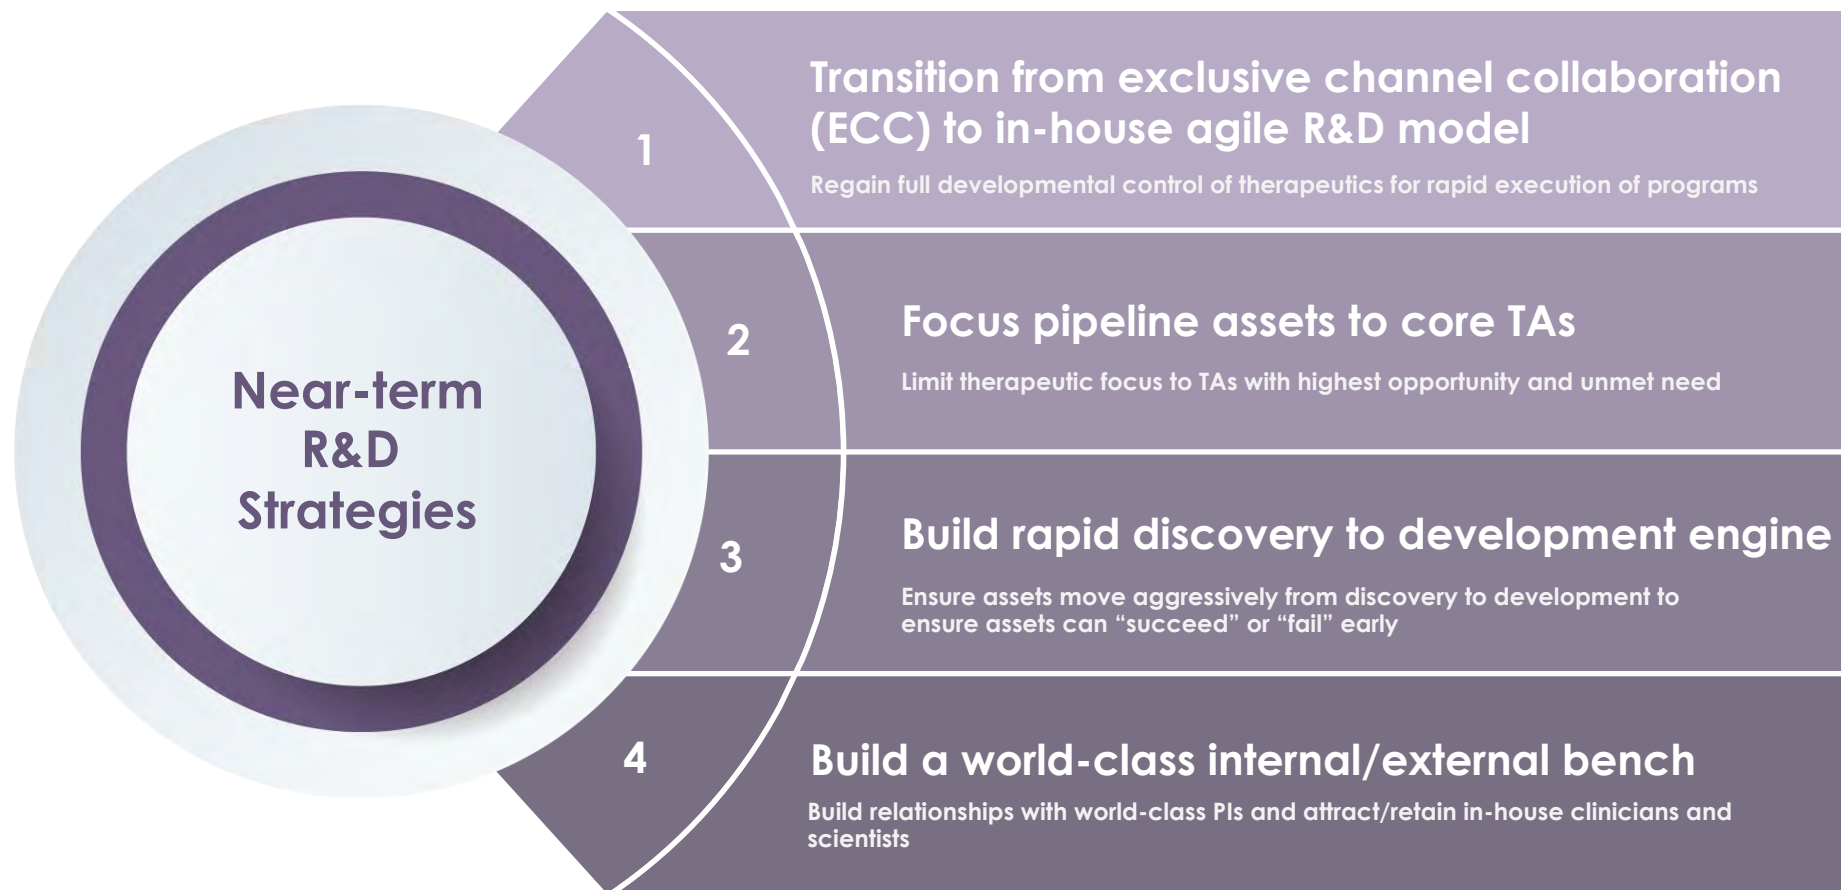 Near-term
R&D
Strategies
1
Transition from exclusive channel collaboration
(ECC) to in-house agile R&D model
Regain full developmental control of therapeutics for rapid execution of programs
2
Focus pipeline assets to core TAs
Limit therapeutic focus to TAs with highest opportunity and unmet need
3
Build rapid discovery to development engine
Ensure assets move aggressively from discovery to development to
ensure assets can “succeed” or “fail” early
4
Build a world-class internal/external bench
Build relationships with world-class PIs and attract/retain in-house clinicians and
scientists